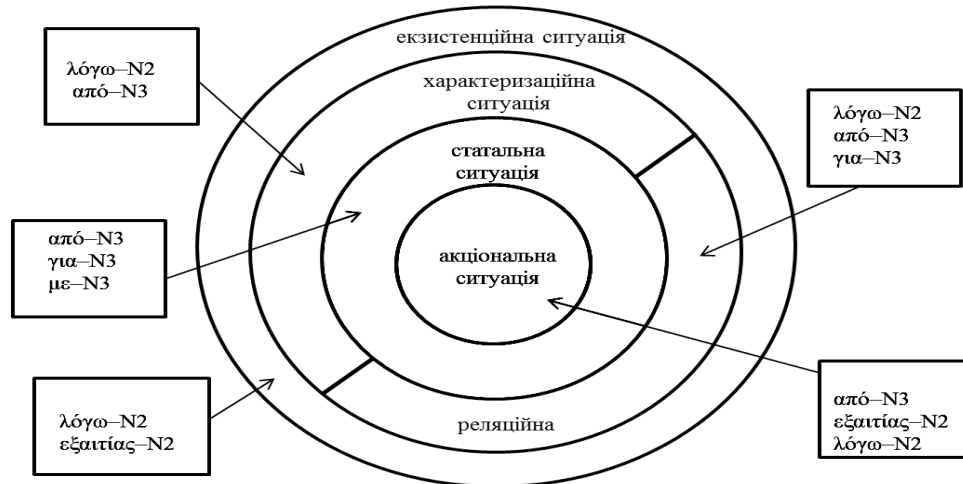 екзистенційна ситуація
λόγω–N2
από–N3
характеризаційна
ситуація
λόγω–N2
από–N3
για–N3
статальна
ситуація
από–N3
για–N3
με–N3
акціональна
ситуація
λόγω–N2
εξαιτίας–N2
реляційна
από–N3
εξαιτίας–N2
λόγω–N2